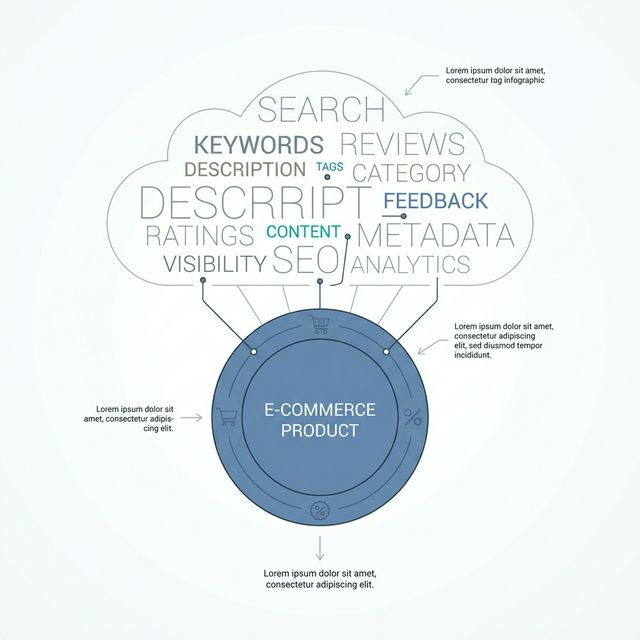 Lorem ipsum dolor sit amet,
consectetur log infographic
SEARCH
KEYWORDS REVIEWS
DESCRIPTION TAGS CATEGORY
DESCRRIPT FEEDBACK
RATINGS CONTENT METADATA
VISIBILITY SEO ANALYTICS
Lorem ipsum dolor sit amet,
consectetur adipiscing
elit, sed diusmod tempor
incididunt.
Lorem ipsum dolor sit
amet, consectetur adipis-
cing elit.
E-COMMERCE
PRODUCT
%
%
Lorem ipsum dolor sit amet,
consectetur adipiscing elit.